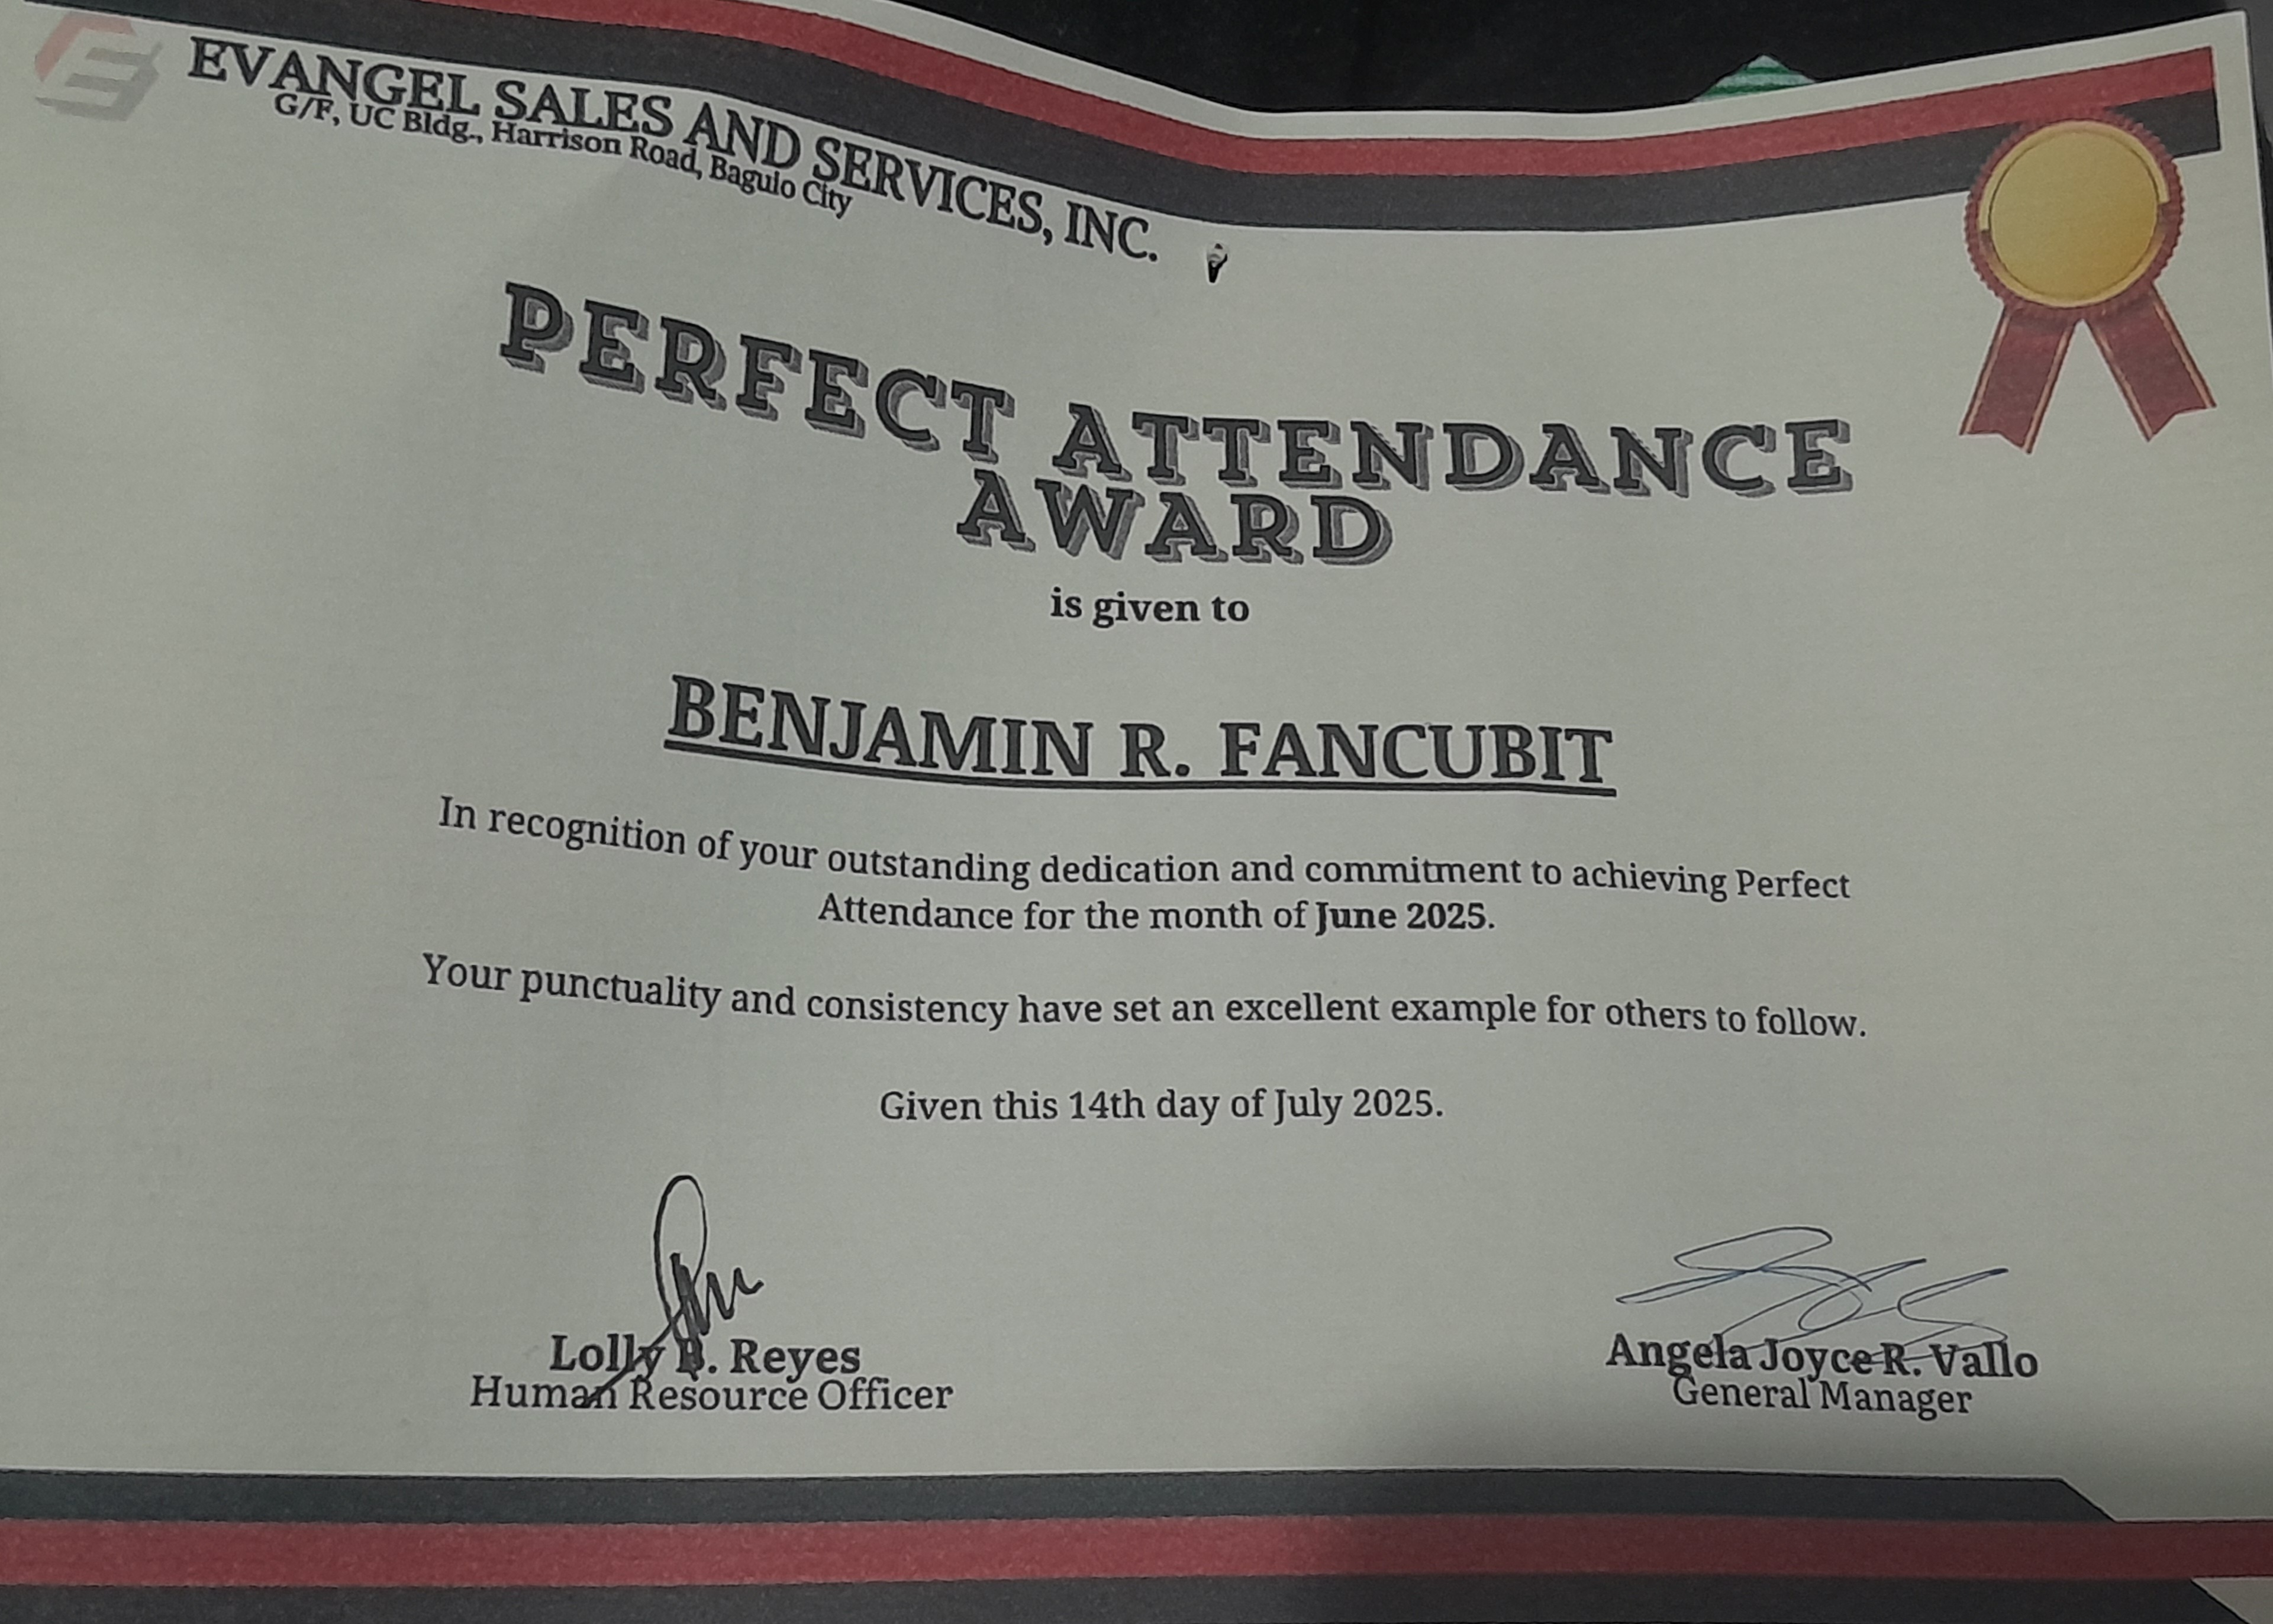 EVANGEL SALES AND SERVICES, INC.
G/F, UC Bldg., Harrison Road, Baguio City
PERFECT ATTENDANCE
AWARD
is given to
BENJAMIN R. FANCUBIT
In recognition of your outstanding dedication and commitment to achieving Perfect
Attendance for the month of June 2025.
Your punctuality and consistency have set an excellent example for others to follow.
Given this 14th day of July 2025.
Lolly B. Reyes
Human Resource Officer
Angela Joyce R. Vallo
General Manager